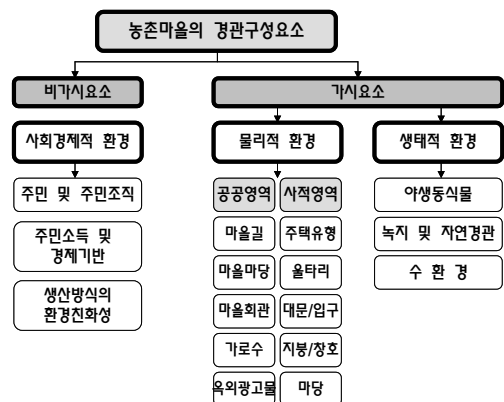 농촌마을의 경관구성요소
비가시요소
가시요소
사회경제적 환경
물리적 환경
생태적 환경
주민 및 주민조직
주민소득 및
경제기반
생산방식의
환경친화성
공공영역
사적영역
마을길
주택유형
마을마당
울타리
마을회관
대문/입구
가로수
지붕/창호
옥외광고물
마당
야생동식물
녹지 및 자연경관
수 환 경